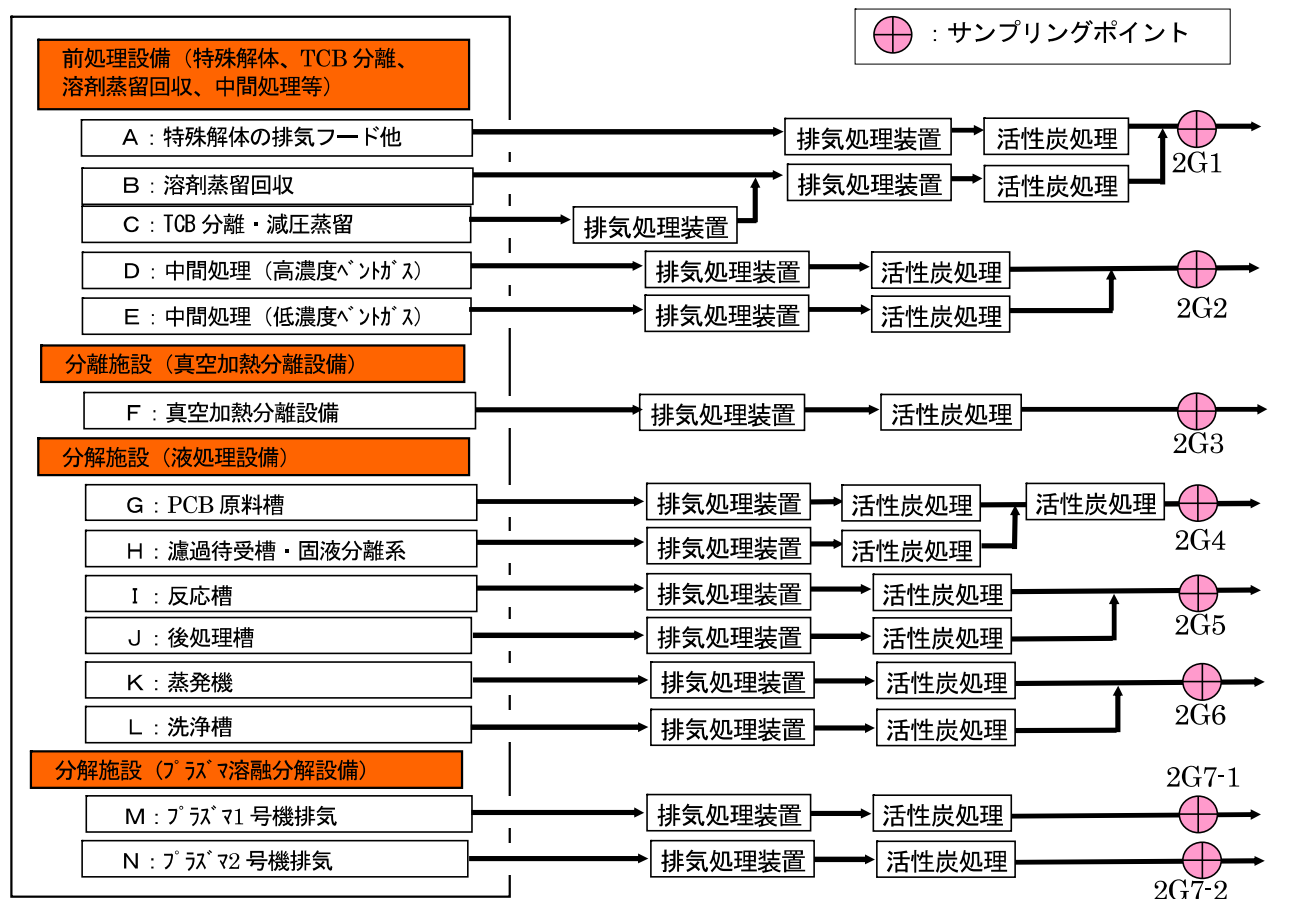 ：サンプリングポイント
前処理設備（特殊解体、TCB 分離、
溶剤蒸留回収、中間処理等）
A：特殊解体の排気フード他
排気処理装置
活性炭処理
2G1
B：溶剤蒸留回収
排気処理装置
活性炭処理
C：TCB 分離・減圧蒸留
排気処理装置
D：中間処理（高濃度ﾍﾞﾝﾄｶﾞｽ）
排気処理装置
活性炭処理
2G2
E：中間処理（低濃度ﾍﾞﾝﾄｶﾞｽ）
排気処理装置
活性炭処理
分離施設（真空加熱分離設備）
F：真空加熱分離設備
排気処理装置
活性炭処理
2G3
分解施設（液処理設備）
G：PCB 原料槽
排気処理装置
活性炭処理
活性炭処理
2G4
H：濾過待受槽・固液分離系
排気処理装置
活性炭処理
I：反応槽
排気処理装置
活性炭処理
2G5
J：後処理槽
排気処理装置
活性炭処理
K：蒸発機
排気処理装置
活性炭処理
2G6
L：洗浄槽
排気処理装置
活性炭処理
分解施設（ﾌﾟﾗｽﾞﾏ溶融分解設備）
2G7-1
M：ﾌﾟﾗｽﾞﾏ1 号機排気
排気処理装置
活性炭処理
N：ﾌﾟﾗｽﾞﾏ2 号機排気
排気処理装置
活性炭処理
2G7-2